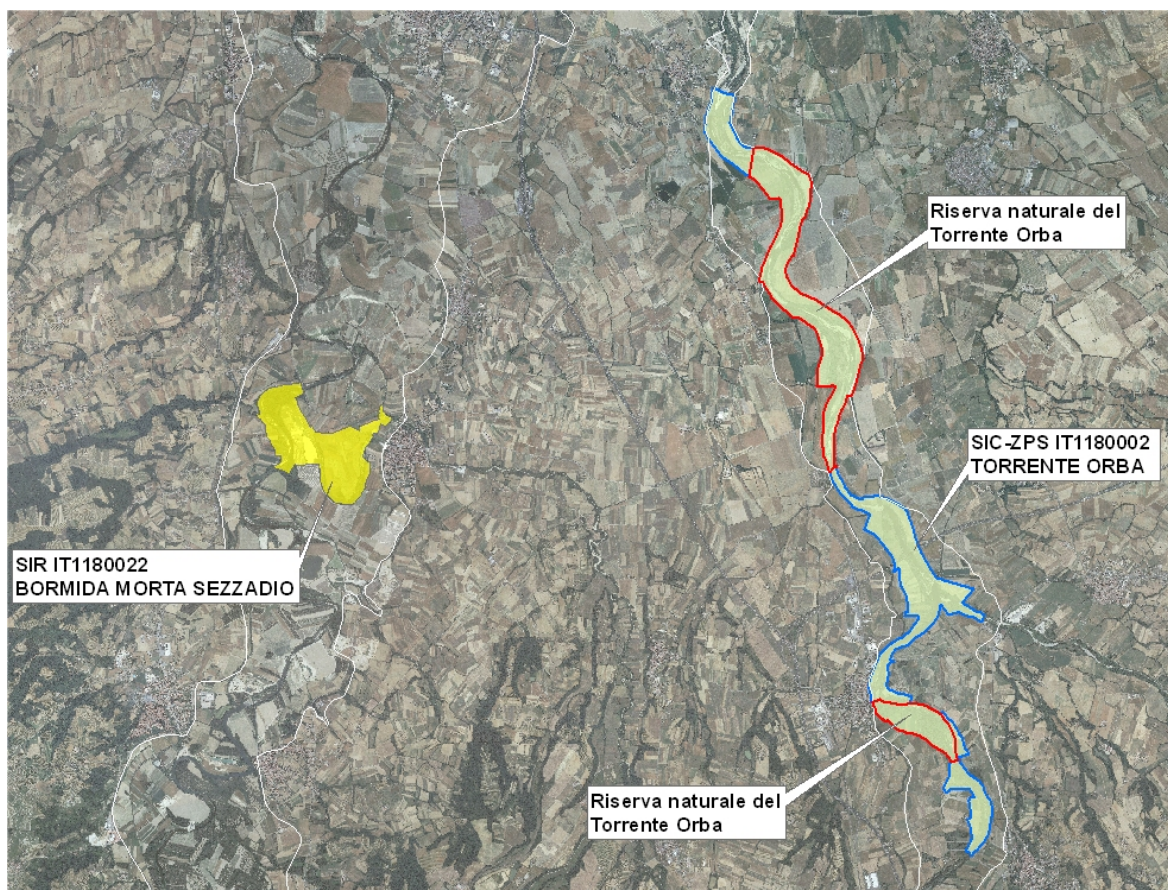 Riserva naturale del
Torrente Orba
SIC-ZPS IT1180002
TORRENTE ORBA
SIR IT1180022
BORMIDA MORTA SEZZADIO
Riserva naturale del
Torrente Orba